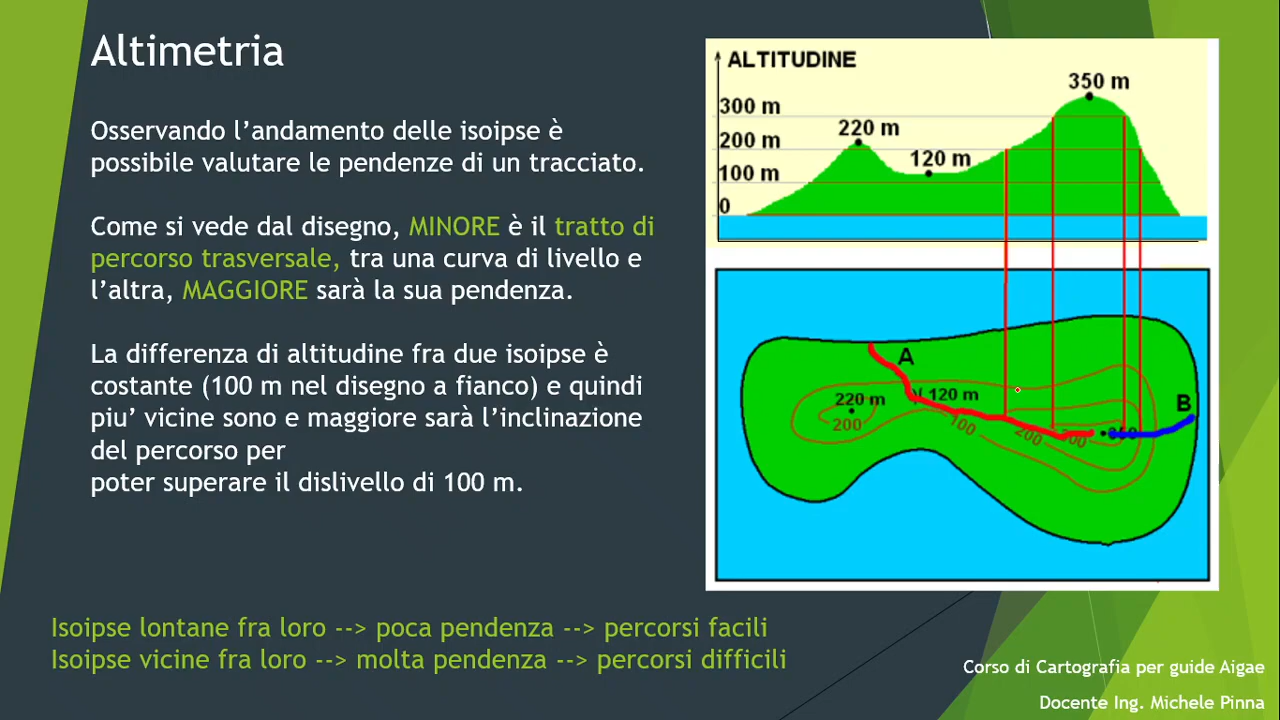 Altimetria
Osservando l’andamento delle isoipse è
possibile valutare le pendenze di un tracciato.
Come si vede dal disegno, MINORE è il tratto di
percorso trasversale, tra una curva di livello e
l’altra, MAGGIORE sarà la sua pendenza.
La differenza di altitudine fra due isoipse è
costante (100 m nel disegno a fianco) e quindi
piu’ vicine sono e maggiore sarà l’inclinazione
del percorso per
poter superare il dislivello di 100 m.
Isoipse lontane fra loro --> poca pendenza --> percorsi facili
Isoipse vicine fra loro --> molta pendenza --> percorsi difficili
ALTITUDINE
350 m
300 m
220 m
200 m
120 m
100 m
0
A
220 m
120 m
B
200
100
200
Corso di Cartografia per guide Aigae
Docente Ing. Michele Pinna